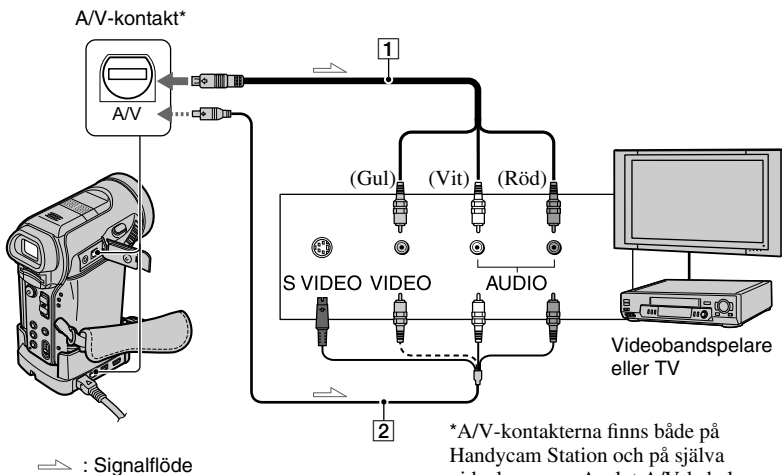 A/V-kontakt*
1
A/V
(Gul)
(Vit)
(Röd)
S VIDEO
VIDEO
AUDIO
Videobandspelare
eller TV
2
*A/V-kontakterna finns både på
Handycam Station och på själva
: Signalflöde